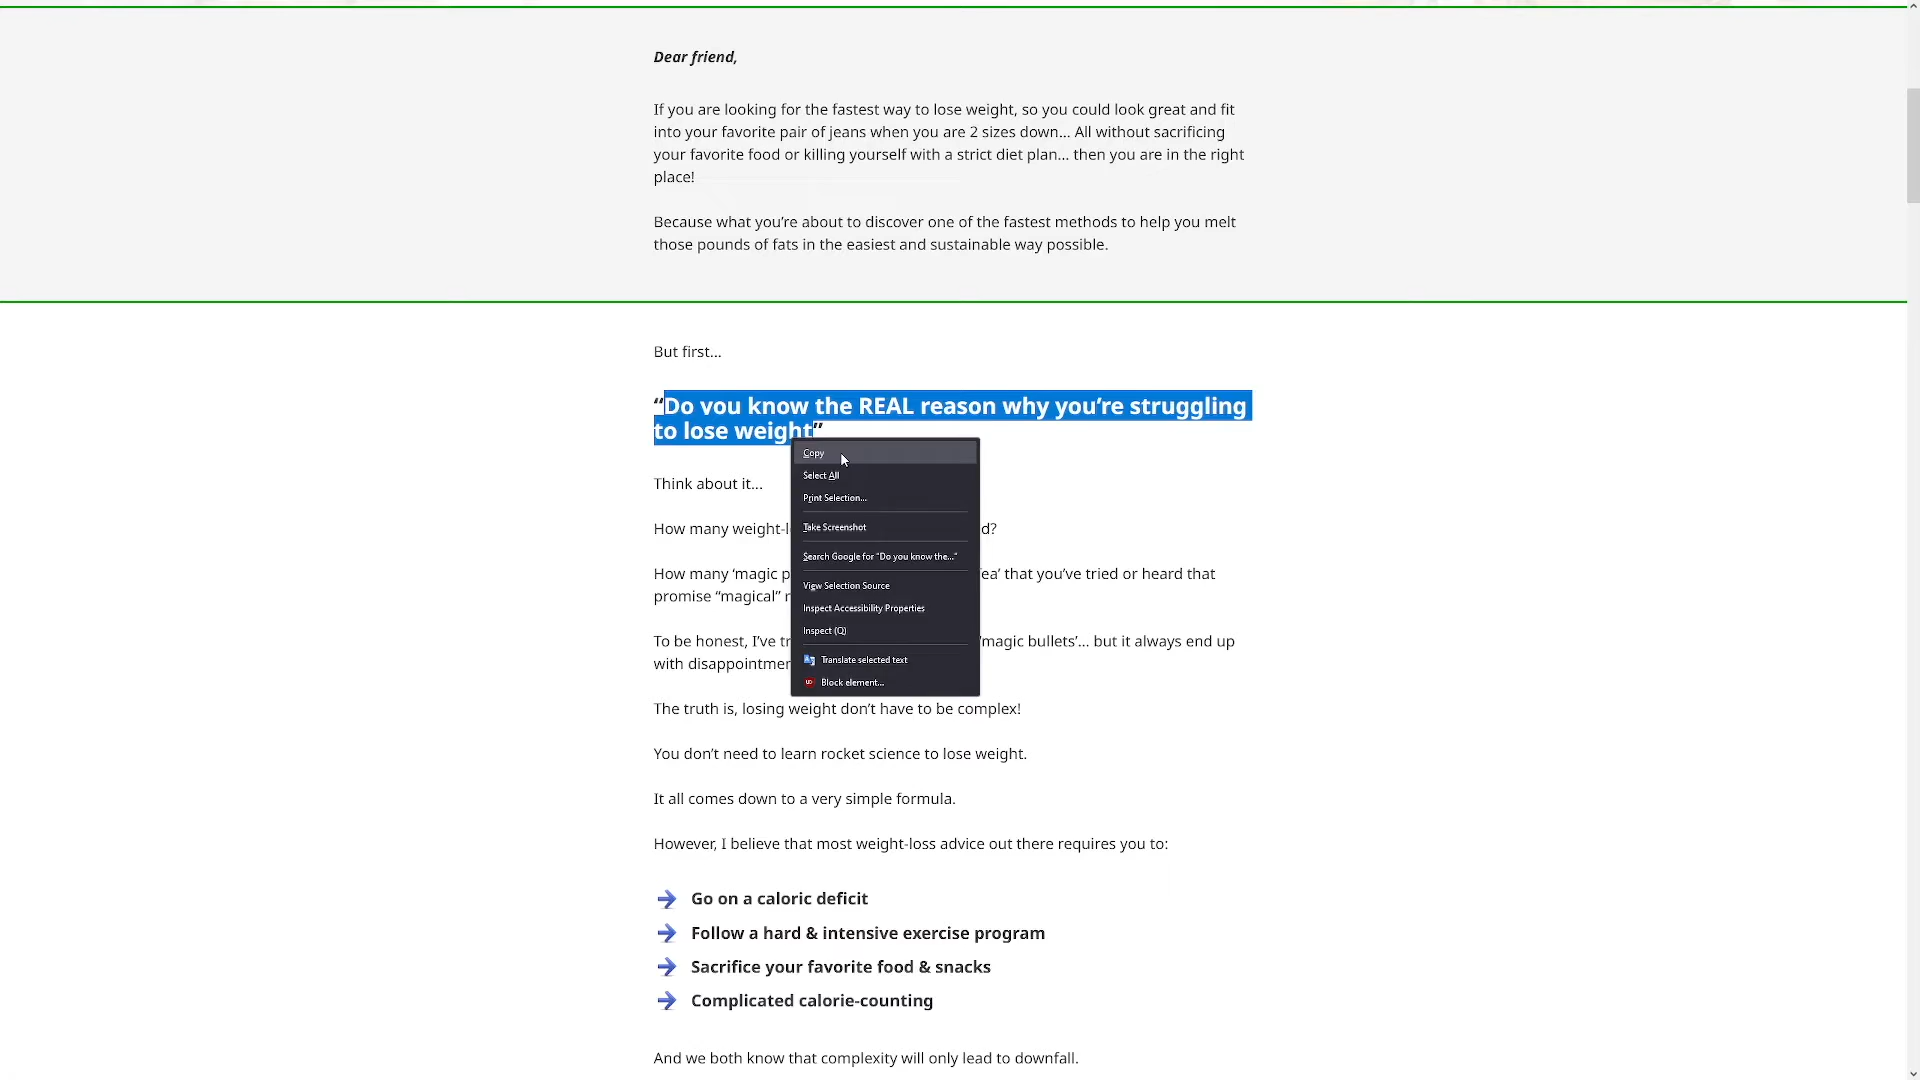 Dear friend,
If you are looking for the fastest way to lose weight, so you could look great and fit
into your favorite pair of jeans when you are 2 sizes down... All without sacrificing
your favorite food or killing yourself with a strict diet plan... then you are in the right
place!
Because what you’re about to discover one of the fastest methods to help you melt
those pounds of fats in the easiest and sustainable way possible.
But first...
“Do you know the REAL reason why you’re struggling
to lose weight”
Copy
Select All
Print Selection...
Take Screenshot
Search Google for "Do you know the..."
View Selection Source
Inspect Accessibility Properties
Inspect (Q)
Translate selected text
Block element...
Think about it...
How many d?
How many ‘magic that you’ve tried or heard that
promise “magical”
To be honest, I’ve ‘magic bullets’... but it always end up
with
The truth is, losing weight don’t have to be complex!
You don’t need to learn rocket science to lose weight.
It all comes down to a very simple formula.
However, I believe that most weight-loss advice out there requires you to:
Go on a caloric deficit
Follow a hard & intensive exercise program
Sacrifice your favorite food & snacks
Complicated calorie-counting
And we both know that complexity will only lead to downfall.